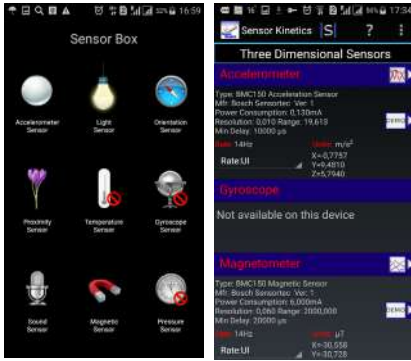 16:59
Sensor Box
Accelerometer Sensor
Light Sensor
Orientation Sensor
Proximity Sensor
Temperature Sensor
Gyroscope Sensor
Sound Sensor
Magnetic Sensor
Pressure Sensor
17:34
Sensor Kinetics |S| ?
Three Dimensional Sensors
Accelerometer
Type: BMC150 Acceleration Sensor
Mfr: Bosch Sensortec Ver: 1
Power Consumption: 0,130mA
Resolution: 0,010 Range: 19,613
Min Delay: 10000 µs
DEMO
Rate: 14Hz Units: m/s²
Rate:UI
X=-0,7757
Y=9,4810
Z=5,7940
Gyroscope
Not available on this device
Magnetometer
Type: BMC150 Magnetic Sensor
Mfr: Bosch Sensortec Ver: 1
Power Consumption: 6,000mA
Resolution: 0,060 Range: 2000,000
Min Delay: 20000 µs
DEMO
Rate: 14Hz Units: µT
Rate:UI
X=-30,558
Y=-30,728